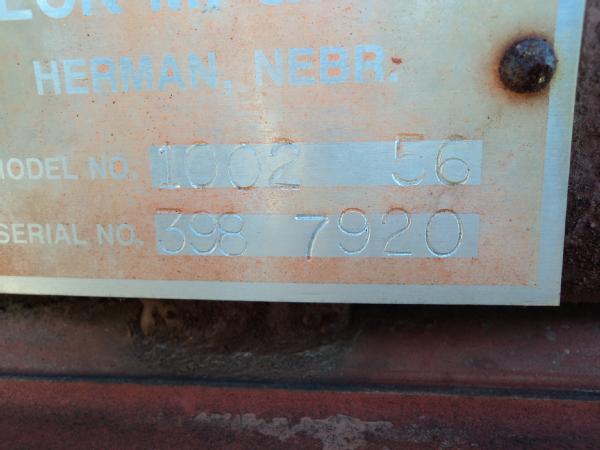 HERMAN, NEBR.
MODEL NO. 1002 56
SERIAL NO. 398 7920